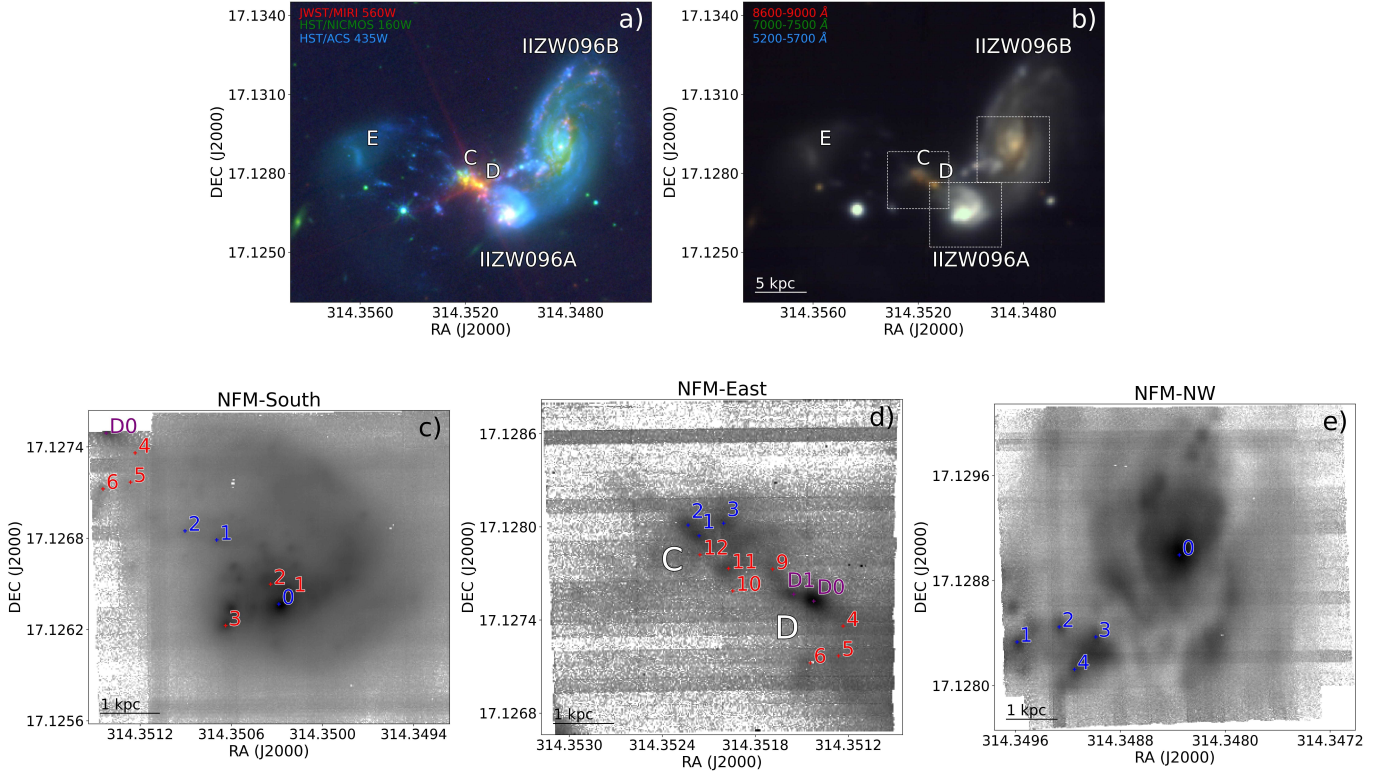 JWST/MIRI 560W
HST/NICMOS 160W
HST/ACS 435W
a)
IIZW096B
E
C
D
IIZW096A
17.1340
17.1310
17.1280
17.1250
DEC (J2000)
314.3560
314.3520
314.3480
RA (J2000)
8600-9000 Å
7000-7500 Å
5200-5700 Å
b)
IIZW096B
E
C
D
IIZW096A
5 kpc
17.1340
17.1310
17.1280
17.1250
DEC (J2000)
314.3560
314.3520
314.3480
RA (J2000)
NFM-South
c)
D0
4
5
6
2
1
2
1
0
3
1 kpc
17.1274
17.1268
17.1262
17.1256
DEC (J2000)
314.3512
314.3506
314.3500
314.3494
RA (J2000)
NFM-East
d)
2
1
3
C
12
11
9
10
D1
D0
D
4
5
6
1 kpc
17.1286
17.1280
17.1274
17.1268
DEC (J2000)
314.3530
314.3524
314.3518
314.3512
RA (J2000)
NFM-NW
e)
0
1
2
3
4
1 kpc
17.1296
17.1288
17.1280
DEC (J2000)
314.3496
314.3488
314.3480
314.3472
RA (J2000)